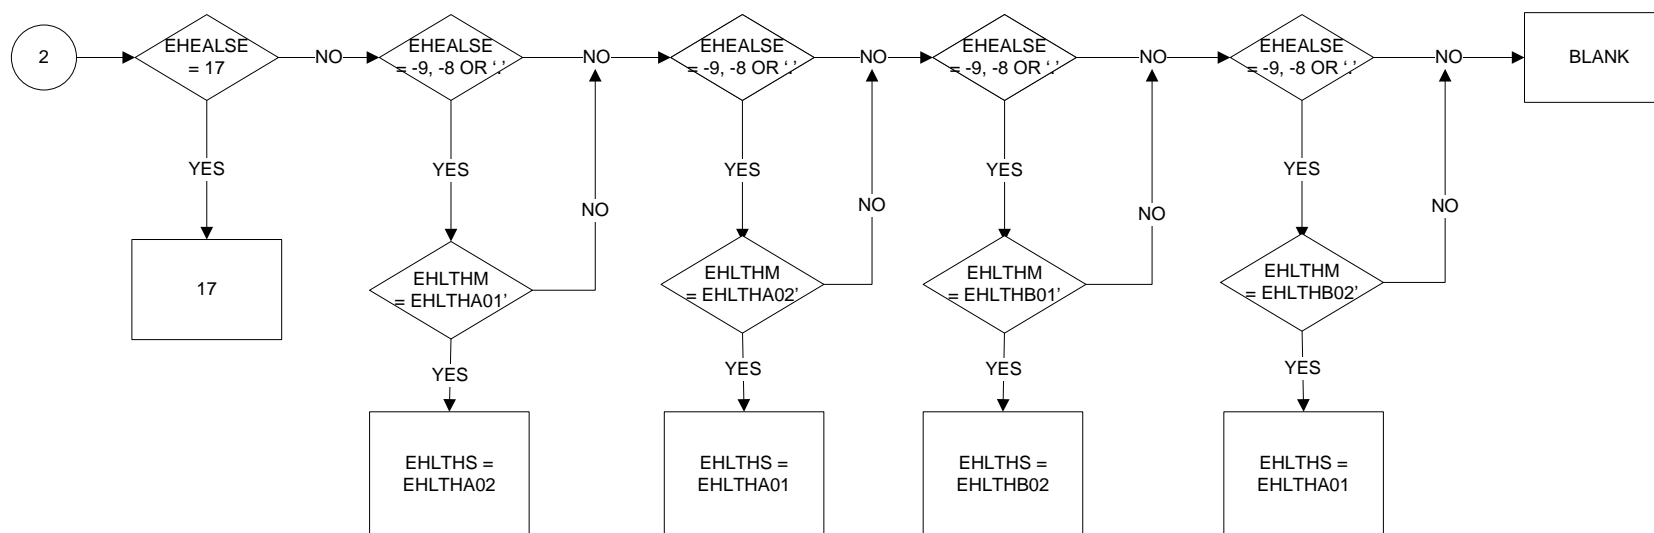 2
EHEALSE
= 17
NO
EHEALSE
= -9, -8 OR ‘.’
NO
EHEALSE
= -9, -8 OR ‘.’
NO
EHEALSE
= -9, -8 OR ‘.’
NO
EHEALSE
= -9, -8 OR ‘.’
NO
BLANK
YES
YES
YES
YES
YES
NO
NO
NO
NO
17
EHLTHM
= EHLTHA01’
EHLTHM
= EHLTHA02’
EHLTHM
= EHLTHB01’
EHLTHM
= EHLTHB02’
YES
YES
YES
YES
EHLTHS =
EHLTHA02
EHLTHS =
EHLTHA01
EHLTHS =
EHLTHB02
EHLTHS =
EHLTHA01